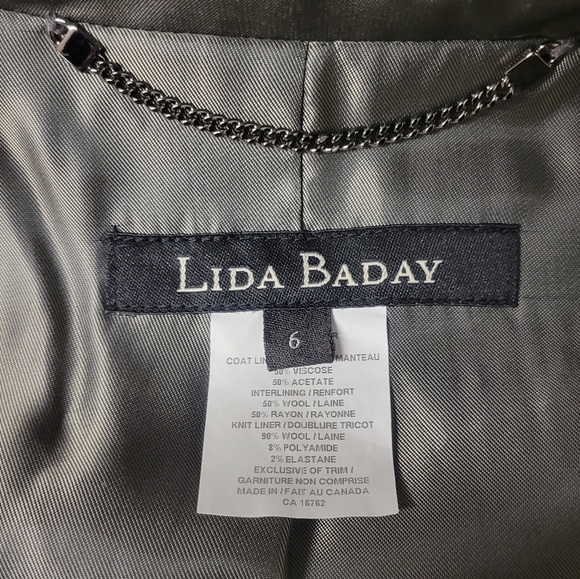 LIDA BADAY
6
COAT MANTEAU
50% VISCOSE
50% ACETATE
INTERLINING / RENFORT
50% WOOL / LAINE
50% RAYON / RAYONNE
KNIT LINER / DOUBLURE TRICOT
90% WOOL / LAINE
8% POLYAMIDE
2% ELASTANE
EXCLUSIVE OF TRIM /
GARNITURE NON COMPRISE
MADE IN / FAIT AU CANADA
CA 16762